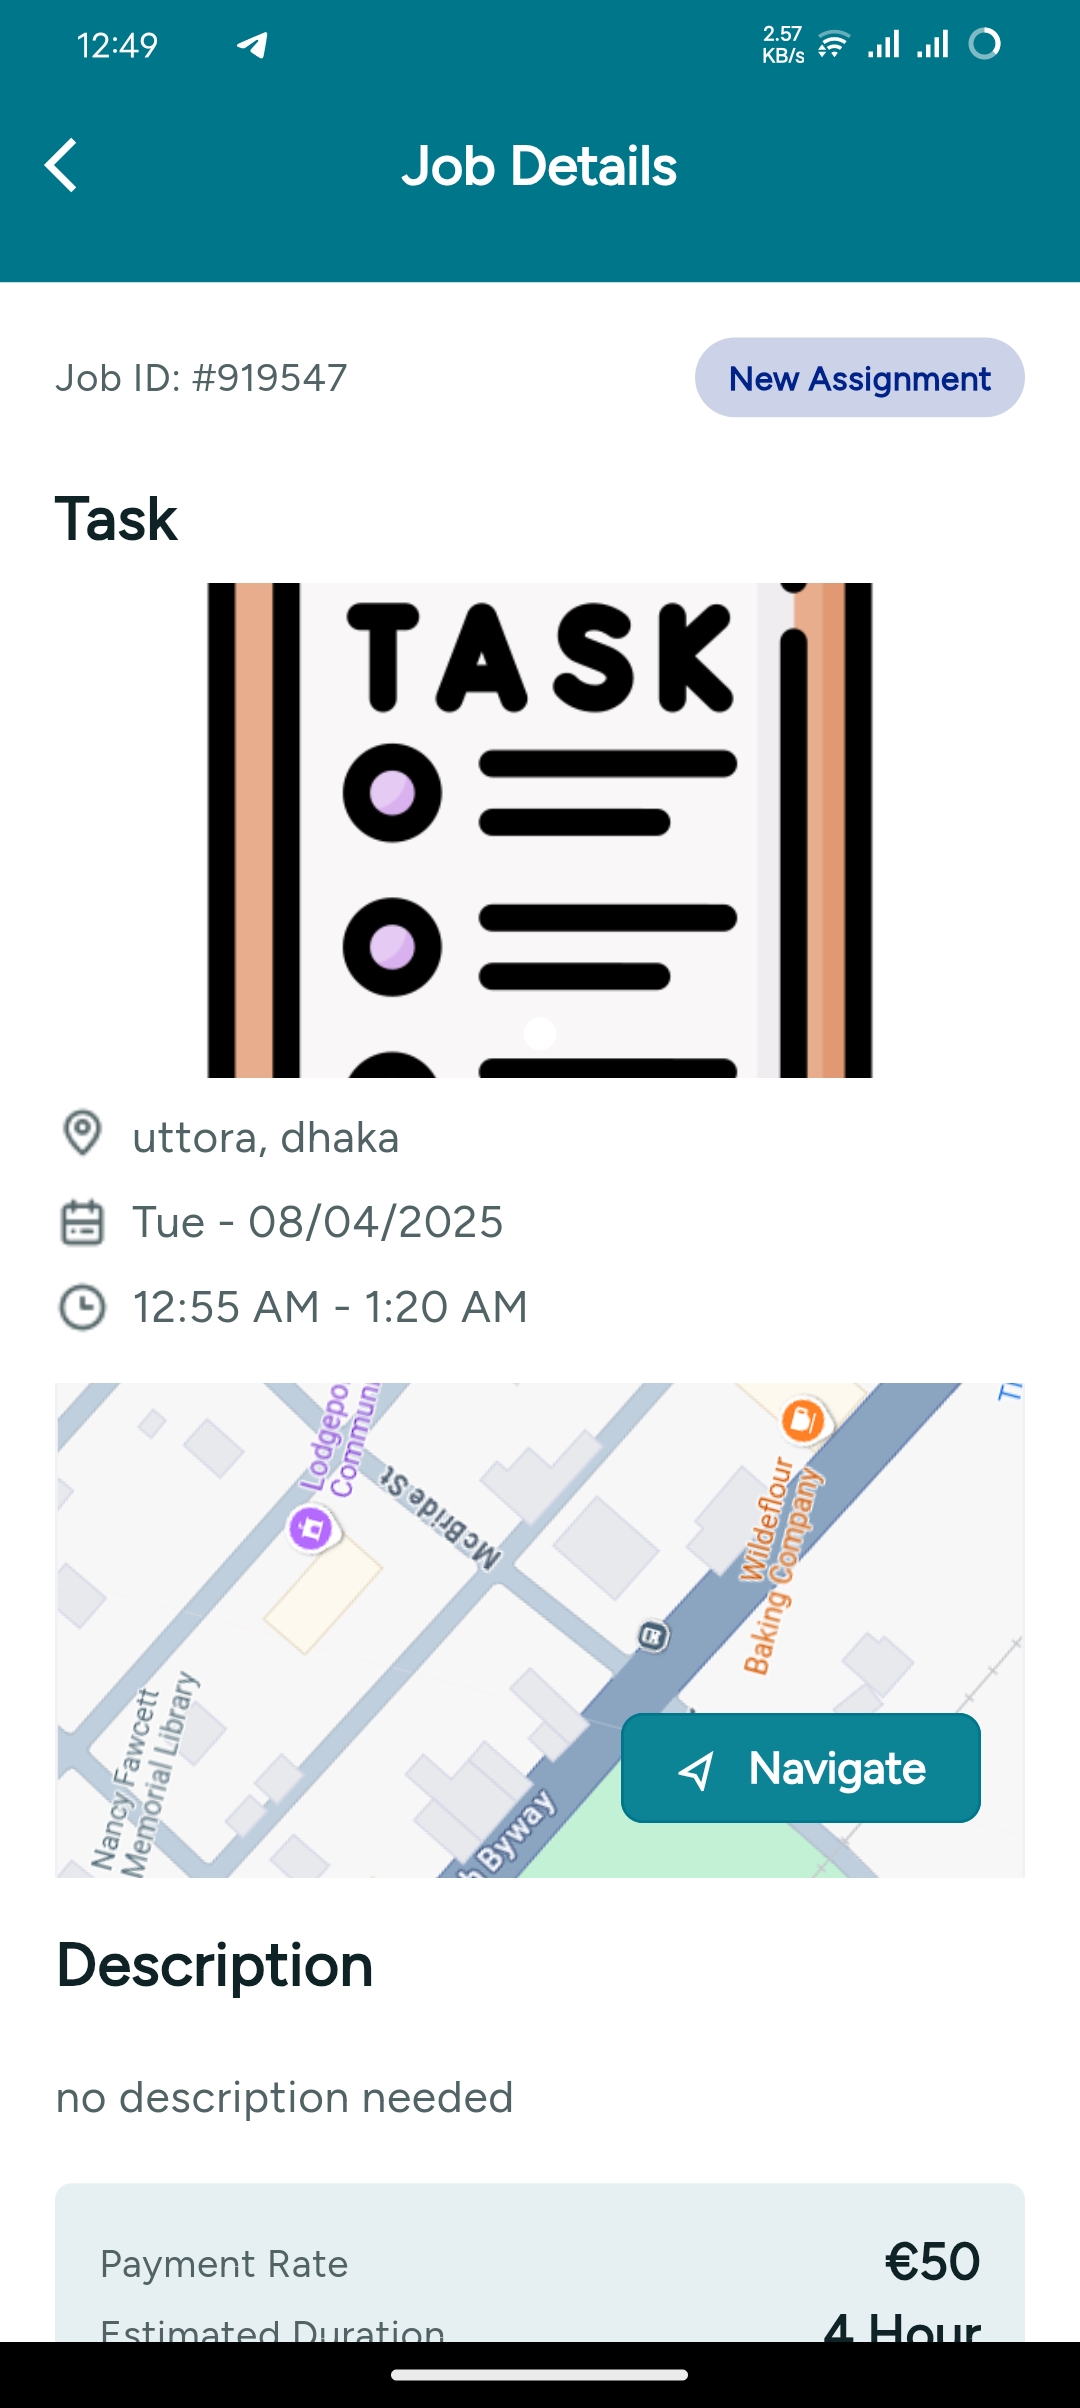 12:49
2.57
KB/s
Job Details
Job ID: #919547
New Assignment
Task
TASK
uttora, dhaka
Tue - 08/04/2025
12:55 AM - 1:20 AM
Lodgepo
Communi
McBride St
Wildeflour
Baking Company
Nancy Fawcett
Memorial Library
Byway
Navigate
Description
no description needed
Payment Rate
€50
Estimated Duration
4 Hour